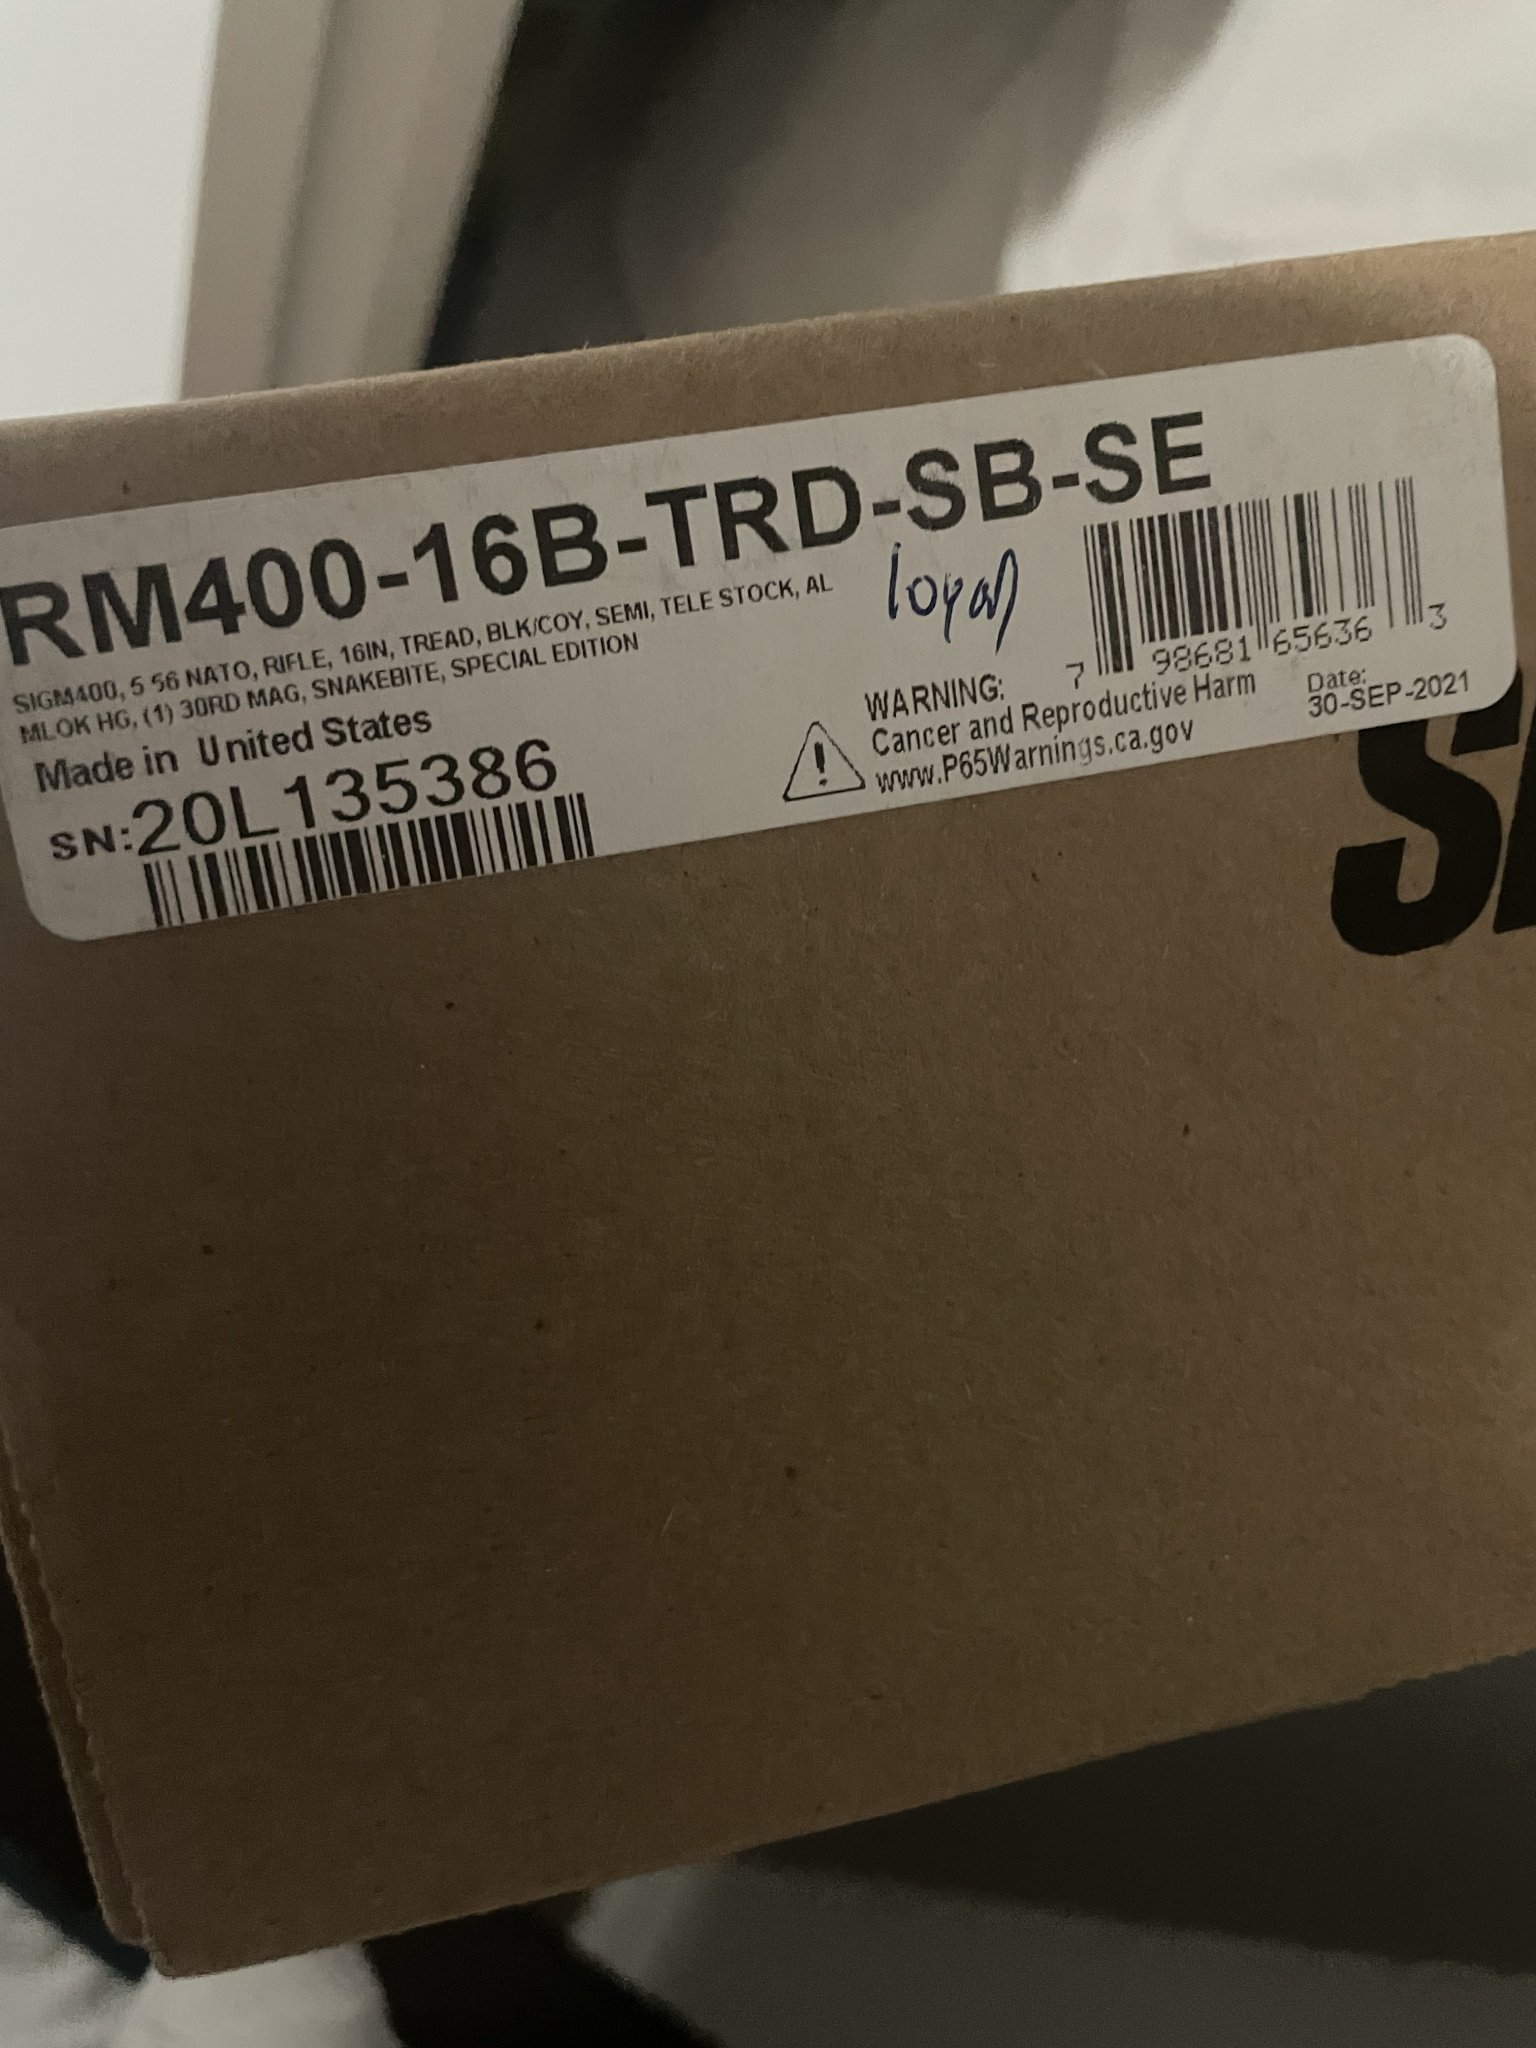 RM400-16B-TRD-SB-SE
SIGM400, 5 56 NATO, RIFLE, 16IN, TREAD, BLK/COY, SEMI, TELE STOCK, AL
MLOK HG, (1) 30RD MAG, SNAKEBITE, SPECIAL EDITION
Made in United States
SN:20L135386
loyal
7 98681 65636 3
WARNING:
Cancer and Reproductive Harm
www.P65Warnings.ca.gov
Date:
30-SEP-2021